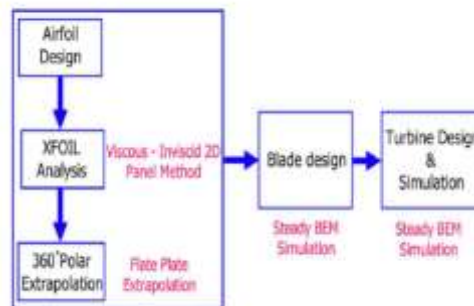 Airfoil
Design
XFOIL
Analysis
Viscous - Inviscid 2D
Panel Method
360°Polar
Extrapolation
Flate Plate
Extrapolation
Blade design
Steady BEM
Simulation
Turbine Design
&
Simulation
Steady BEM
Simulation